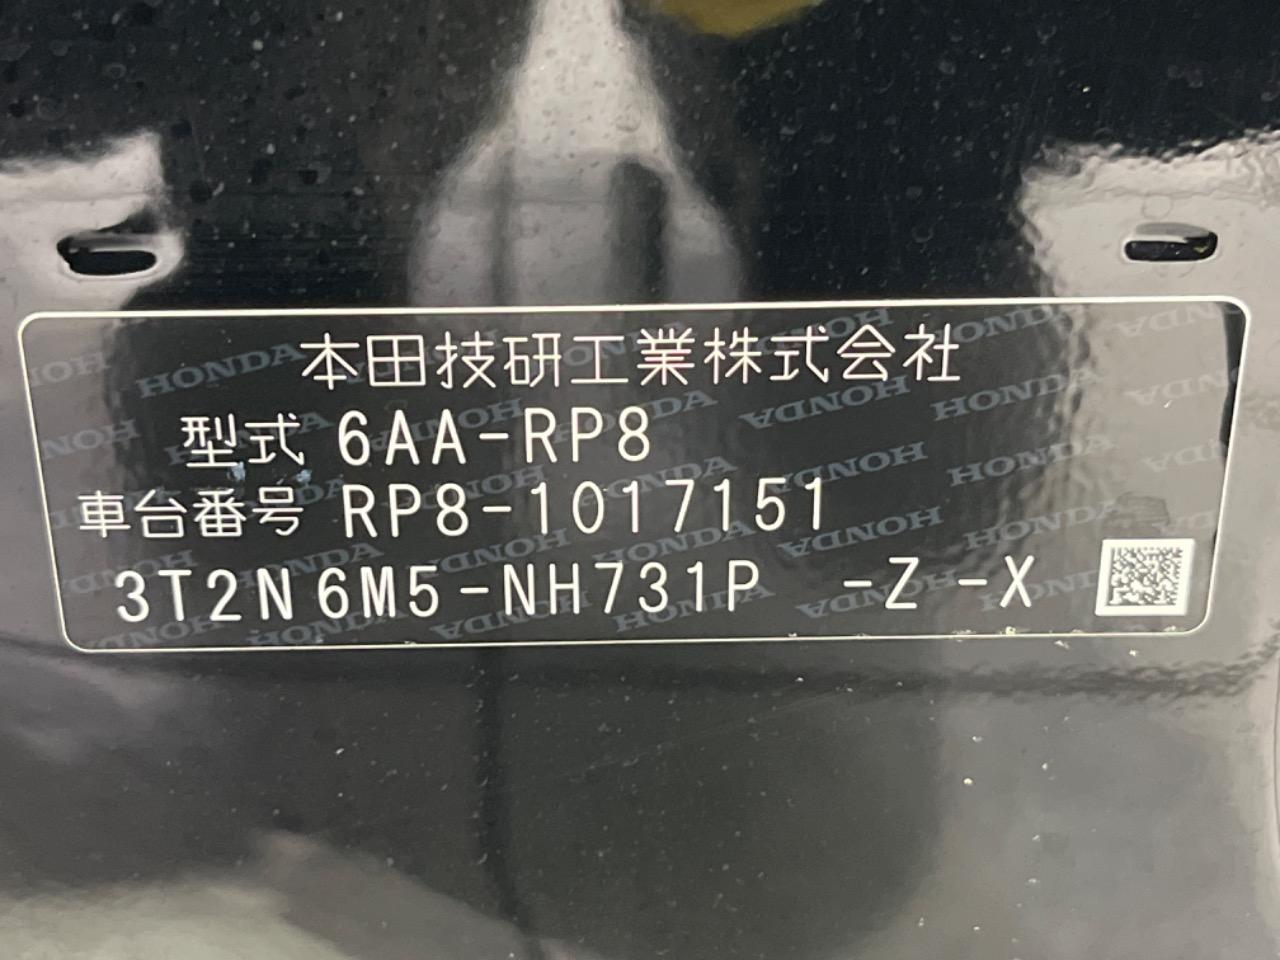 本田技研工業株式会社
型式 6AA-RP8
車台番号 RP8-1017151
3T2N6M5-NH731P -Z-X